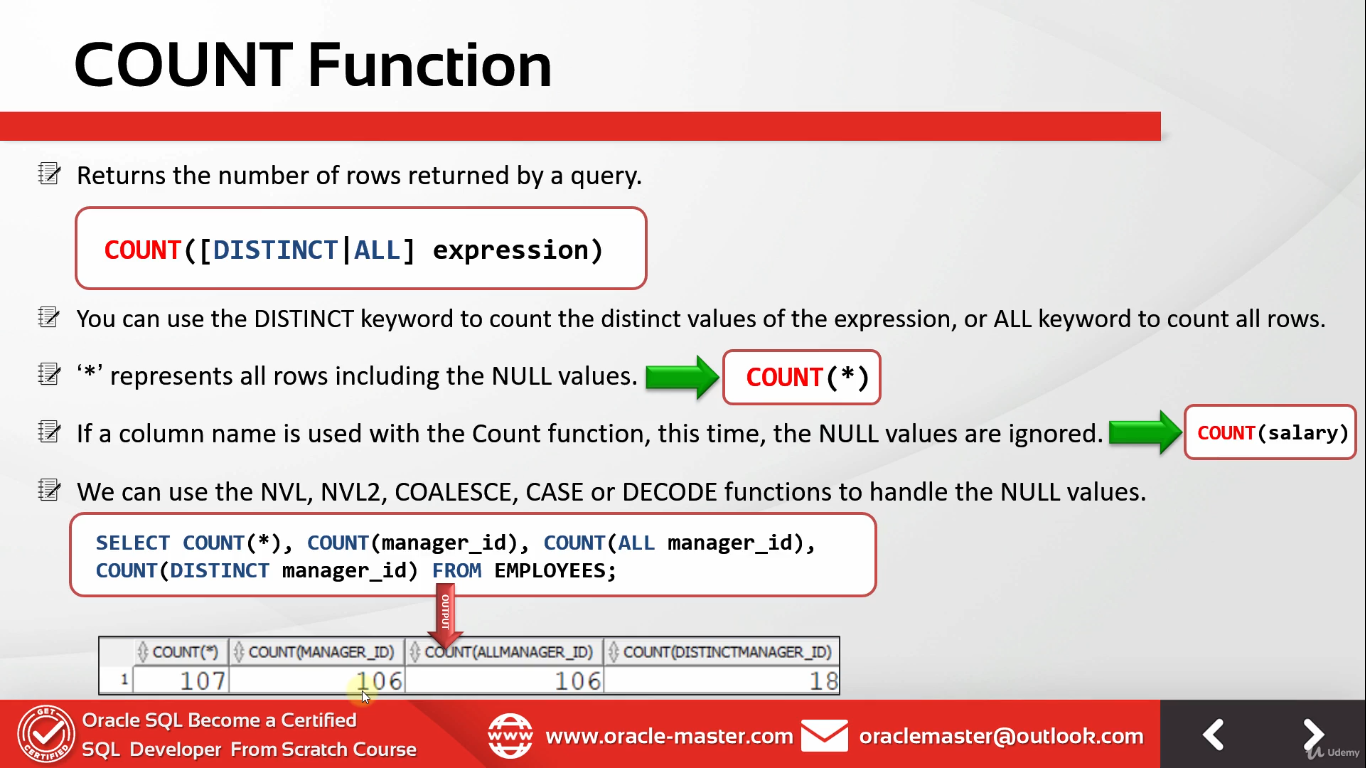 COUNT Function
Returns the number of rows returned by a query.
COUNT([DISTINCT|ALL] expression)
You can use the DISTINCT keyword to count the distinct values of the expression, or ALL keyword to count all rows.
‘*’ represents all rows including the NULL values. COUNT(*)
If a column name is used with the Count function, this time, the NULL values are ignored. COUNT(salary)
We can use the NVL, NVL2, COALESCE, CASE or DECODE functions to handle the NULL values.
SELECT COUNT(*), COUNT(manager_id), COUNT(ALL manager_id),
COUNT(DISTINCT manager_id) FROM EMPLOYEES;
OUTPUT
COUNT(*) COUNT(MANAGER_ID) COUNT(ALLMANAGER_ID) COUNT(DISTINCTMANAGER_ID)
1 107 106 106 18
GET CERTIFIED
Oracle SQL Become a Certified
SQL Developer From Scratch Course
WWW
www.oracle-master.com
oraclemaster@outlook.com
Udemy